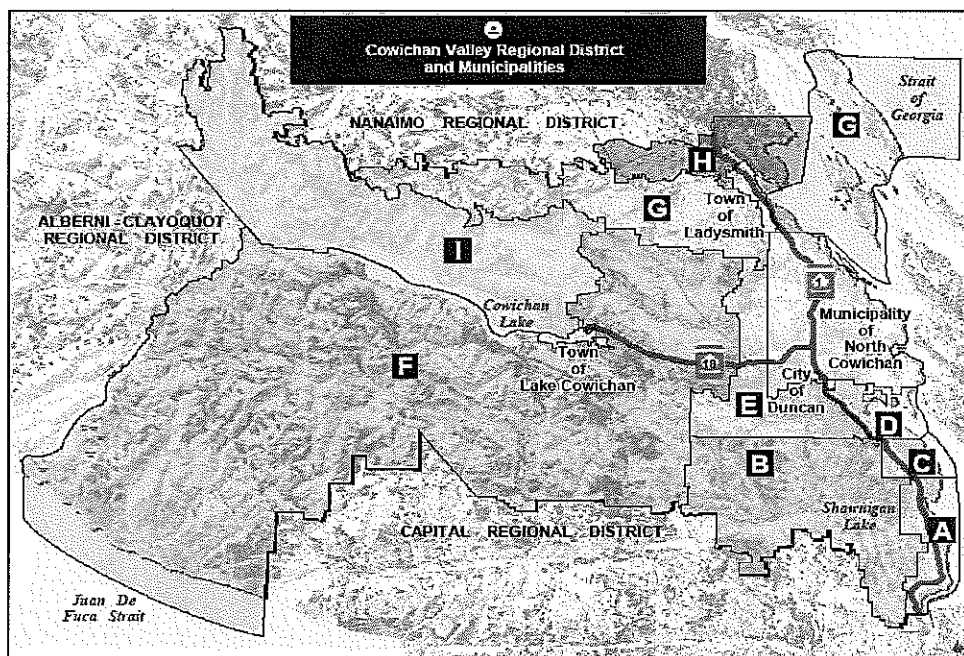 Cowichan Valley Regional District
and Municipalities
Strait
of
Georgia
G
NANAIMO REGIONAL DISTRICT
H
G
Town
of
Ladysmith
ALBERNI - CLAYOQUOT
REGIONAL DISTRICT
I
Cowichan
Lake
Municipality
of
North
Cowichan
Town
of
Lake Cowichan
18
F
E
City
of
Duncan
D
B
C
Shawnigan
Lake
A
CAPITAL REGIONAL DISTRICT
Juan De
Fuca Strait